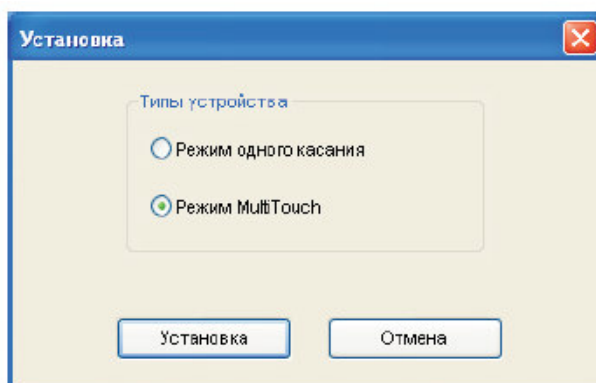 Установка
Типы устройства
Режим одного касания
Режим MultiTouch
Установка
Отмена